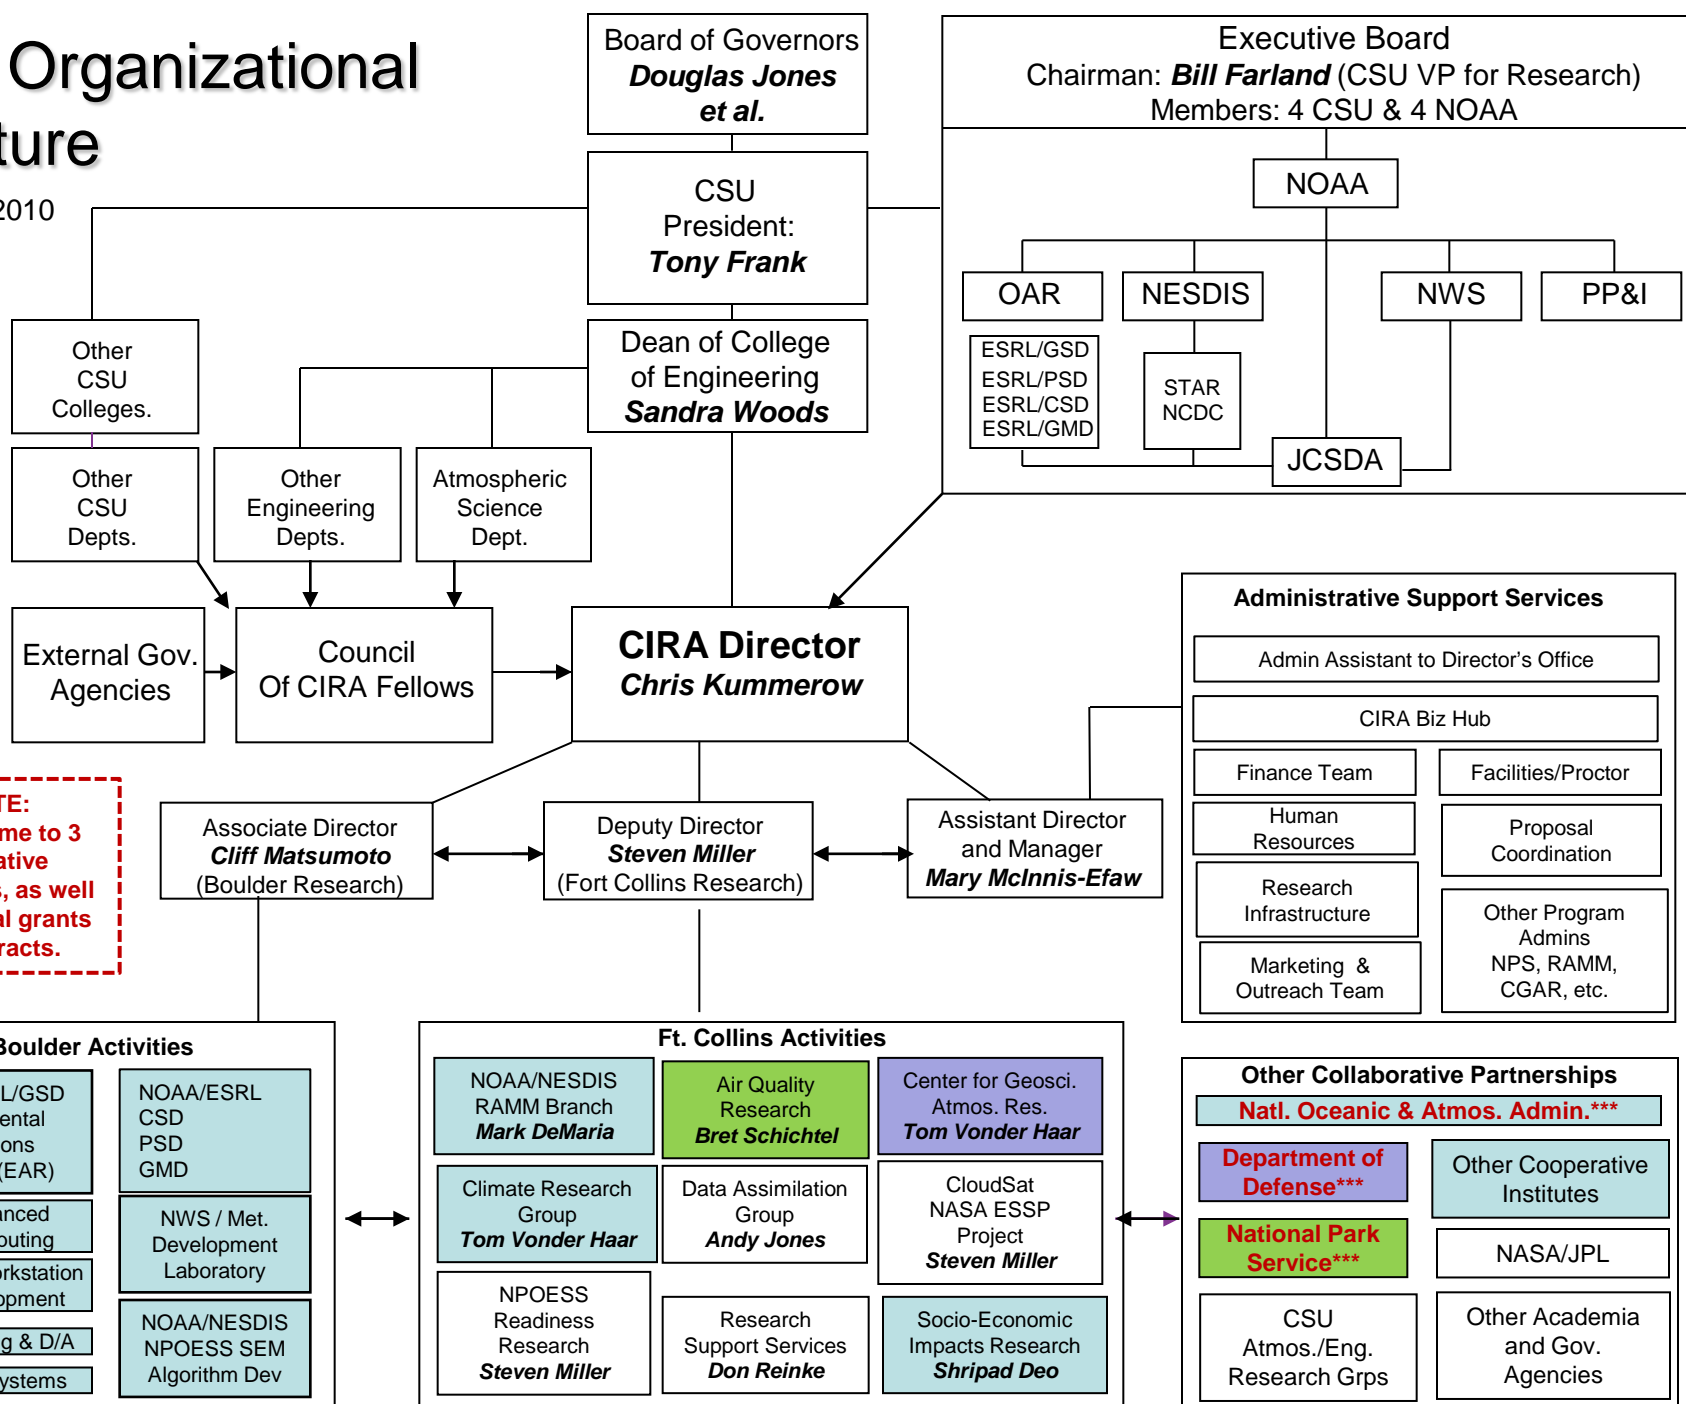 Organizational
ture
2010
Board of Governors
Douglas Jones
et al.
Executive Board
Chairman: Bill Farland (CSU VP for Research)
Members: 4 CSU & 4 NOAA
CSU
President:
Tony Frank
NOAA
OAR
NESDIS
NWS
PP&I
ESRL/GSD
ESRL/PSD
ESRL/CSD
ESRL/GMD
STAR
NCDC
JCSDA
Other
CSU
Colleges.
Dean of College
of Engineering
Sandra Woods
Other
CSU
Depts.
Other
Engineering
Depts.
Atmospheric
Science
Dept.
External Gov.
Agencies
Council
Of CIRA Fellows
CIRA Director
Chris Kummerow
Administrative Support Services
Admin Assistant to Director's Office
CIRA Biz Hub
Finance Team
Facilities/Proctor
Human
Resources
Proposal
Coordination
Research
Infrastructure
Other Program
Admins
NPS, RAMM,
CGAR, etc.
Marketing &
Outreach Team
TE:
me to 3
ative
s, as well
al grants
racts.
Associate Director
Cliff Matsumoto
(Boulder Research)
Deputy Director
Steven Miller
(Fort Collins Research)
Assistant Director
and Manager
Mary McInnis-Efaw
Boulder Activities
L/GSD
ental
ons
(EAR)
NOAA/ESRL
CSD
PSD
GMD
anced
outing
NWS / Met.
Development
Laboratory
orkstation
opment
g & D/A
ystems
NOAA/NESDIS
NPOESS SEM
Algorithm Dev
Ft. Collins Activities
NOAA/NESDIS
RAMM Branch
Mark DeMaria
Air Quality
Research
Bret Schichtel
Center for Geosci.
Atmos. Res.
Tom Vonder Haar
Climate Research
Group
Tom Vonder Haar
Data Assimilation
Group
Andy Jones
CloudSat
NASA ESSP
Project
Steven Miller
NPOESS
Readiness
Research
Steven Miller
Research
Support Services
Don Reinke
Socio-Economic
Impacts Research
Shripad Deo
Other Collaborative Partnerships
Natl. Oceanic & Atmos. Admin.***
Department of
Defense***
Other Cooperative
Institutes
National Park
Service***
NASA/JPL
CSU
Atmos./Eng.
Research Grps
Other Academia
and Gov.
Agencies